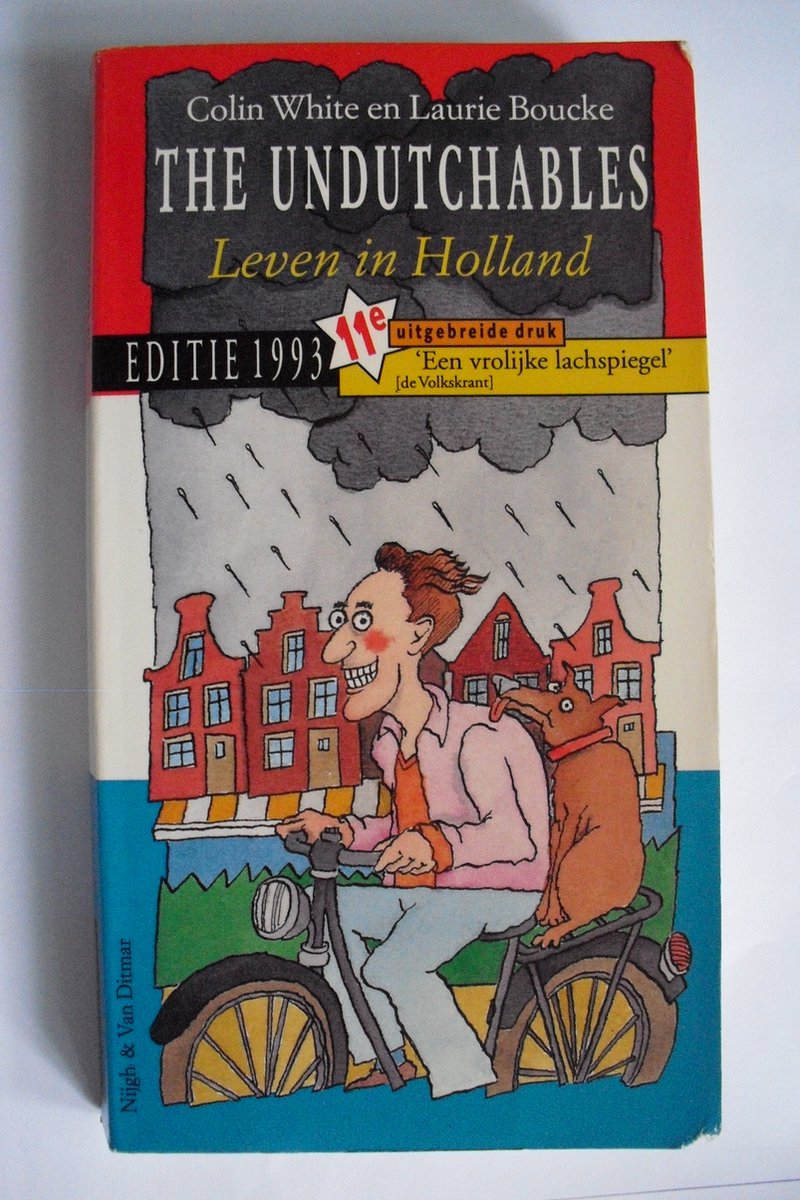 Colin White en Laurie Boucke
THE UNDUTCHABLES
Leven in Holland
EDITIE 1993
11e
uitgebreide druk
‘Een vrolijke lachspiegel’
[de Volkskrant]
Nijgh & Van Ditmar